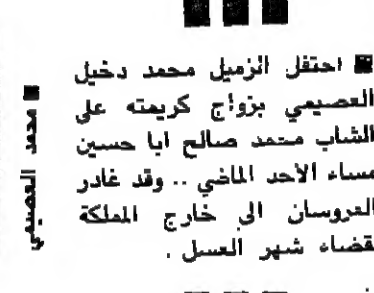 احتفل الزميل محمد دخيل
العصيمي بزواج كريمته على
الشاب محمد صالح ابا حسين
مساء الأحد الماضي .. وقد غادر
العروسان الى خارج المملكة
لقضاء شهر العسل .
محمد العصيمي